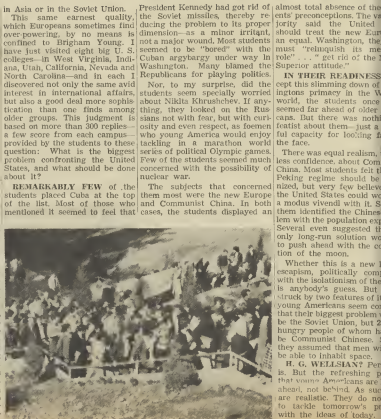 in Asia or in the Soviet Union.
This same earnest quality,
which Europeans sometimes find
over-powering, by no means is
confined to Brigham Young. I
have just visited eight big U. S.
colleges—in West Virginia, Indi-
ana, Utah, California, Nevada and
North Carolina—and in each I
discovered not only the same avid
interest in international affairs,
but also a good deal more sophis-
tication than one finds among
older groups. This judgment is
based on more than 300 replies—
a few score from each campus—
provided by the students to these
question: What is the biggest
problem confronting the United
States, and what should be done
about it?
REMARKABLY FEW of the
students placed Cuba at the top
of the list. Most of those who
mentioned it seemed to feel that
President Kennedy had got rid of
the Soviet missiles, thereby re-
ducing the problem to its proper
dimension—as a minor irritant,
not a major wound. Most students
seemed to be "bored" with the
Cuban argybargy under way in
Washington. Many blamed the
Republicans for playing politics.
Nor, to my surprise, did the
students seem specially worried
about Nikita Khrushchev. If any-
thing, they looked on the Rus-
sians not with fear, but with curi-
osity and even respect, as foemen
who young America would enjoy
tackling in a marathon world
series of political Olympic games.
Few of the students seemed much
concerned with the possibility of
nuclear war.
The subjects that concerned
them most were the new Europe
and Communist China. In both
cases, the students displayed an
almost total absence of
ents' preconceptions. The
jority said the United
should treat the new Eur
an equal. Washington, the
must "relinquish its
role" . . . "get rid of the
Superior attitude."
IN THEIR READINESS
cept this slimming down of
ingtons primacy in the W
world, the students once
seemed far ahead of older
caps. But there was noth
featist about them—just a
ful capacity for looking f
the face.
There was equal realism,
less confidence, about Com
China. Most students felt t
Peking regime should be
nized, but very few believe
the United States could wo
a modus vivendi with it. S
them identified the Chinese
lem with the population exp
Several even suggested
only long-run solution wo
to push ahead with the co
tion of the moon.
Whether this is a new
escapism, politically comp
with the isolationism of the
is anybody's guess. But
struck by two features of
young Americans seem con
that their biggest problem
be the Soviet Union, but 2
hungry people of whom h
be Communist Chinese.
they assumed that men wi
be able to inhabit space.
H. G. WELLSIAN? Per
is. But the refreshing p
that young Americans are
ahead, not behind. As suc
are realistic. They do no
to tackle tomorrow's
with the ideas of today.